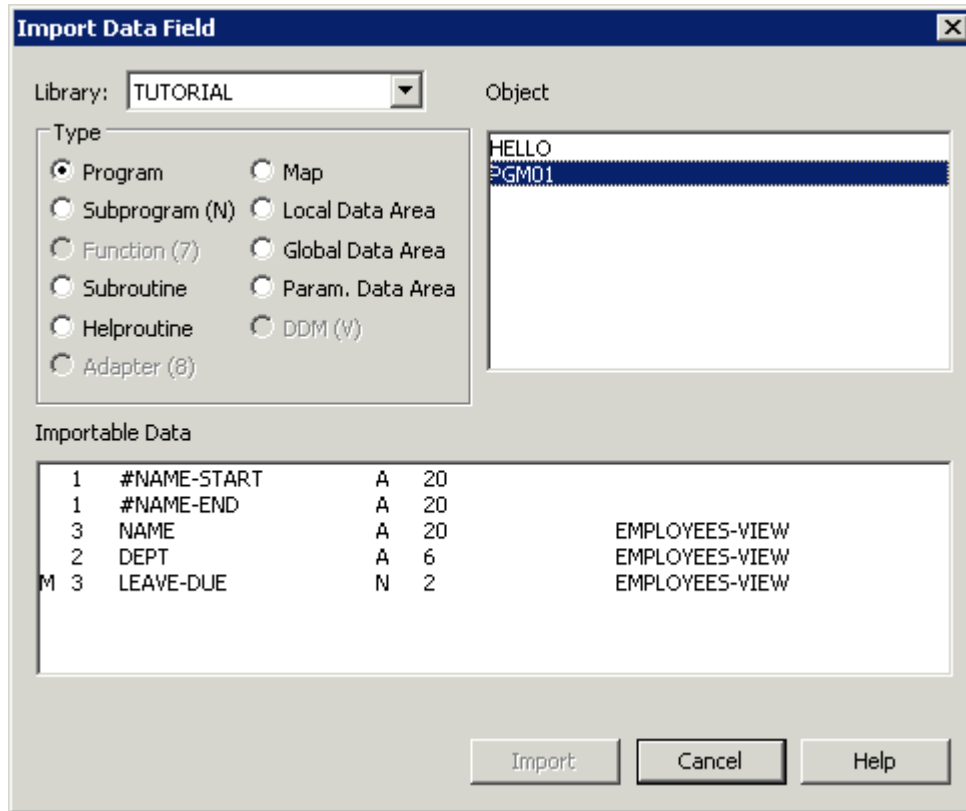 Import Data Field
Library: TUTORIAL
Object
Type
Program
Map
Subprogram (N)
Local Data Area
Function (7)
Global Data Area
Subroutine
Param. Data Area
Helproutine
DDM (V)
Adapter (8)
HELLO
PGM01
Importable Data
1 #NAME-START A 20
1 #NAME-END A 20
3 NAME A 20 EMPLOYEES-VIEW
2 DEPT A 6 EMPLOYEES-VIEW
M 3 LEAVE-DUE N 2 EMPLOYEES-VIEW
Import Cancel Help